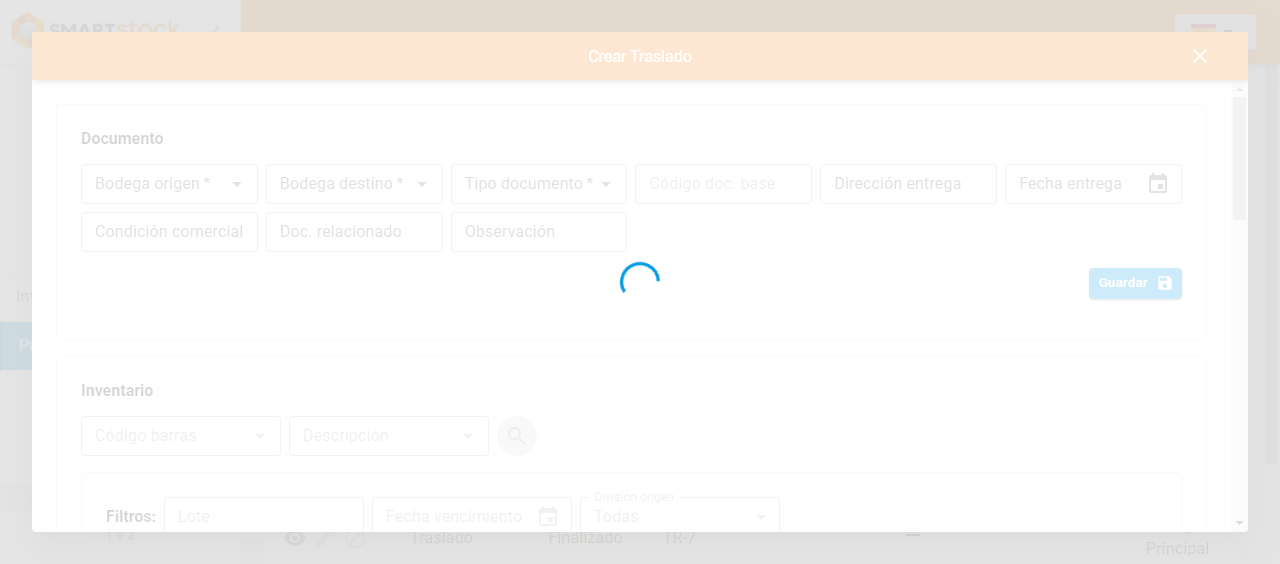 SMARTstock
Crear Traslado
Documento
Bodega origen * Bodega destino * Tipo documento * Código doc. base Dirección entrega Fecha entrega
Condición comercial Doc. relacionado Observación
Guardar
Inventario
Código barras Descripción
División origen
Filtros: Lote Fecha vencimiento Todas
1.9.4 Traslado Finalizado TR-7
Principal